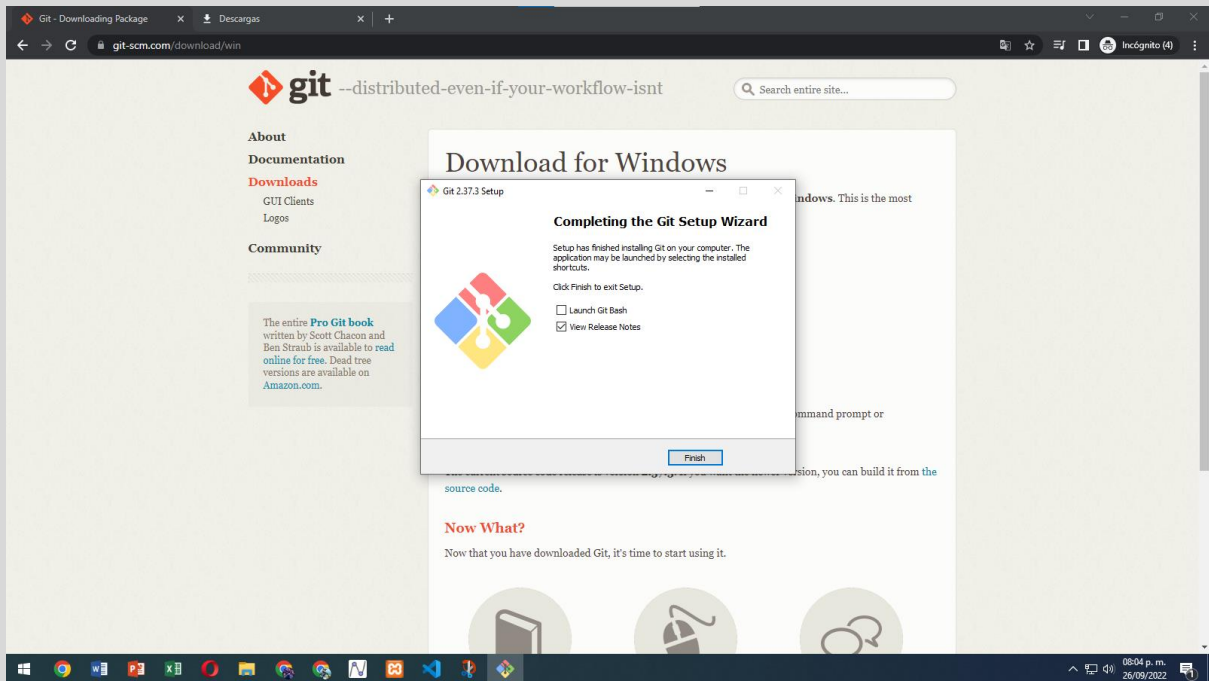 Git - Downloading Package
Descargas
git-scm.com/download/win
Incógnito (4)
git --distributed-even-if-your-workflow-isnt
Search entire site...
About
Documentation
Downloads
GUI Clients
Logos
Community
The entire Pro Git book
written by Scott Chacon and
Ben Straub is available to read
online for free. Dead tree
versions are available on
Amazon.com.
Download for Windows
ndows. This is the most
Git 2.37.3 Setup
Completing the Git Setup Wizard
Setup has finished installing Git on your computer. The
application may be launched by selecting the installed
shortcuts.
Click Finish to exit Setup.
Launch Git Bash
View Release Notes
Finish
mmand prompt or
rsion, you can build it from the
source code.
Now What?
Now that you have downloaded Git, it's time to start using it.
08:04 p. m.
26/09/2022